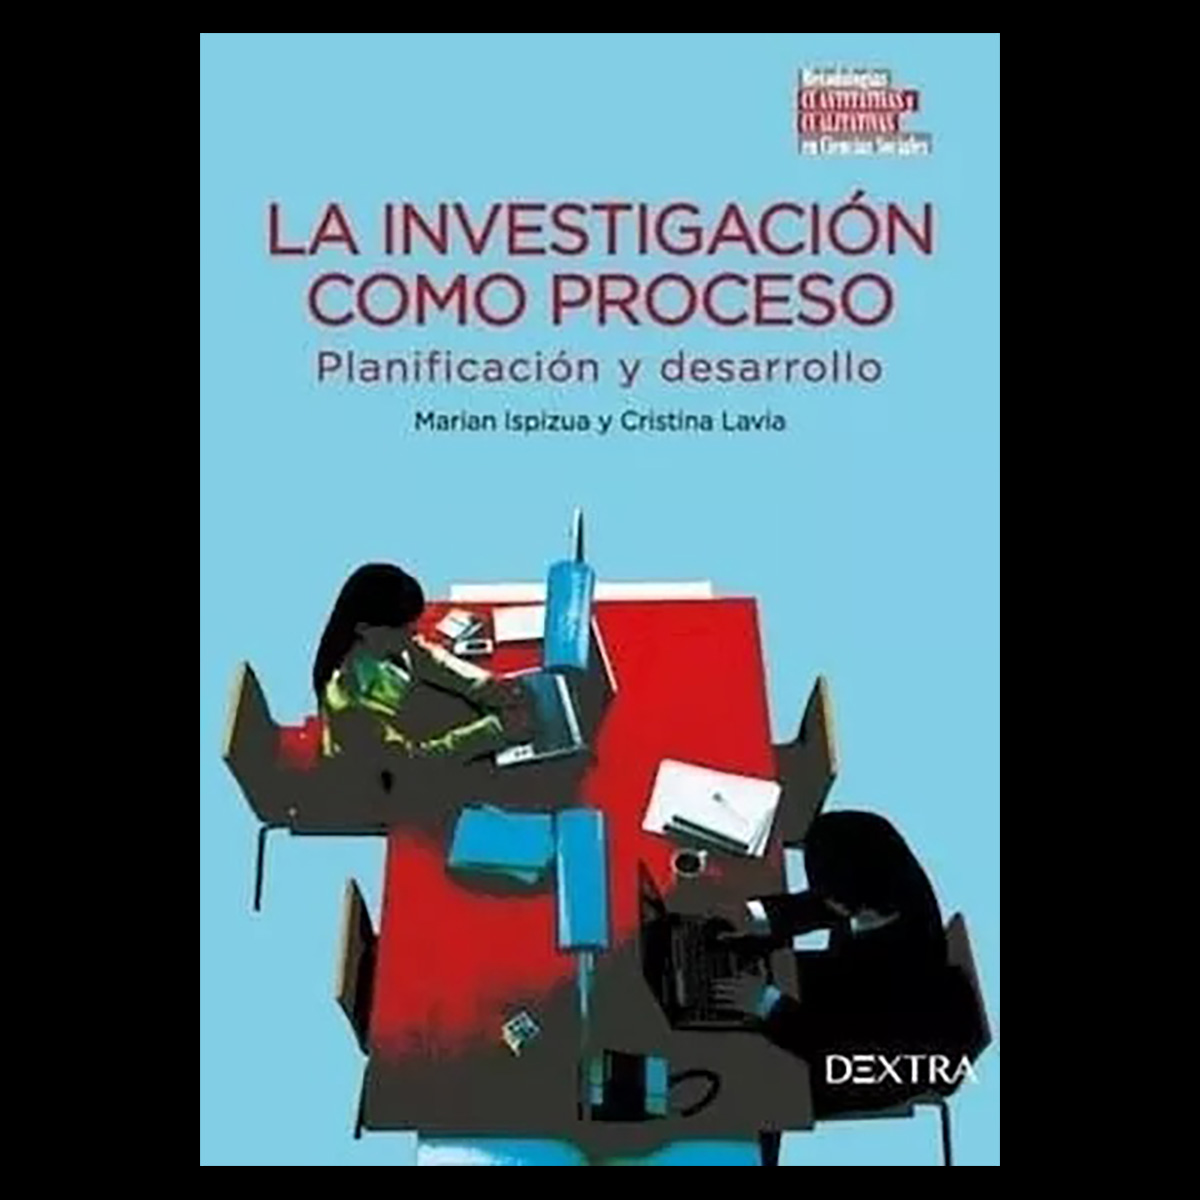 Metodologías
CUANTITATIVAS y
CUALITATIVAS
en Ciencias Sociales
LA INVESTIGACIÓN
COMO PROCESO
Planificación y desarrollo
Marian Ispizua y Cristina Lavia
DEXTRA